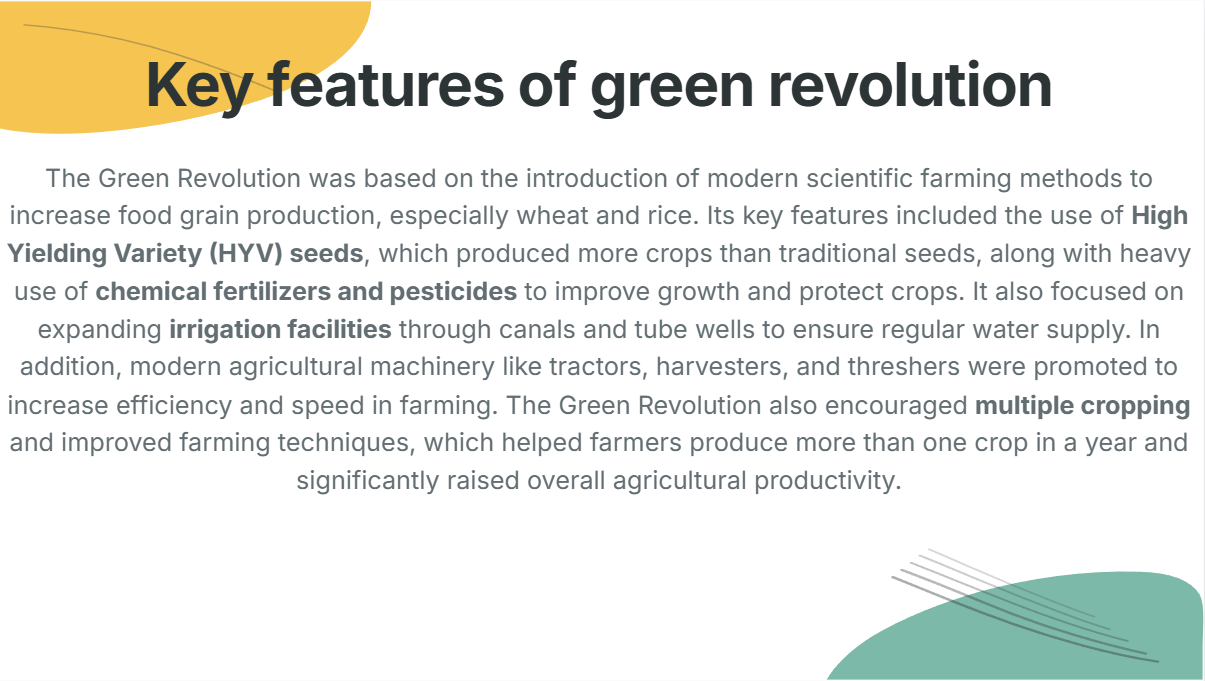 Key features of green revolution
The Green Revolution was based on the introduction of modern scientific farming methods to
increase food grain production, especially wheat and rice. Its key features included the use of High
Yielding Variety (HYV) seeds, which produced more crops than traditional seeds, along with heavy
use of chemical fertilizers and pesticides to improve growth and protect crops. It also focused on
expanding irrigation facilities through canals and tube wells to ensure regular water supply. In
addition, modern agricultural machinery like tractors, harvesters, and threshers were promoted to
increase efficiency and speed in farming. The Green Revolution also encouraged multiple cropping
and improved farming techniques, which helped farmers produce more than one crop in a year and
significantly raised overall agricultural productivity.